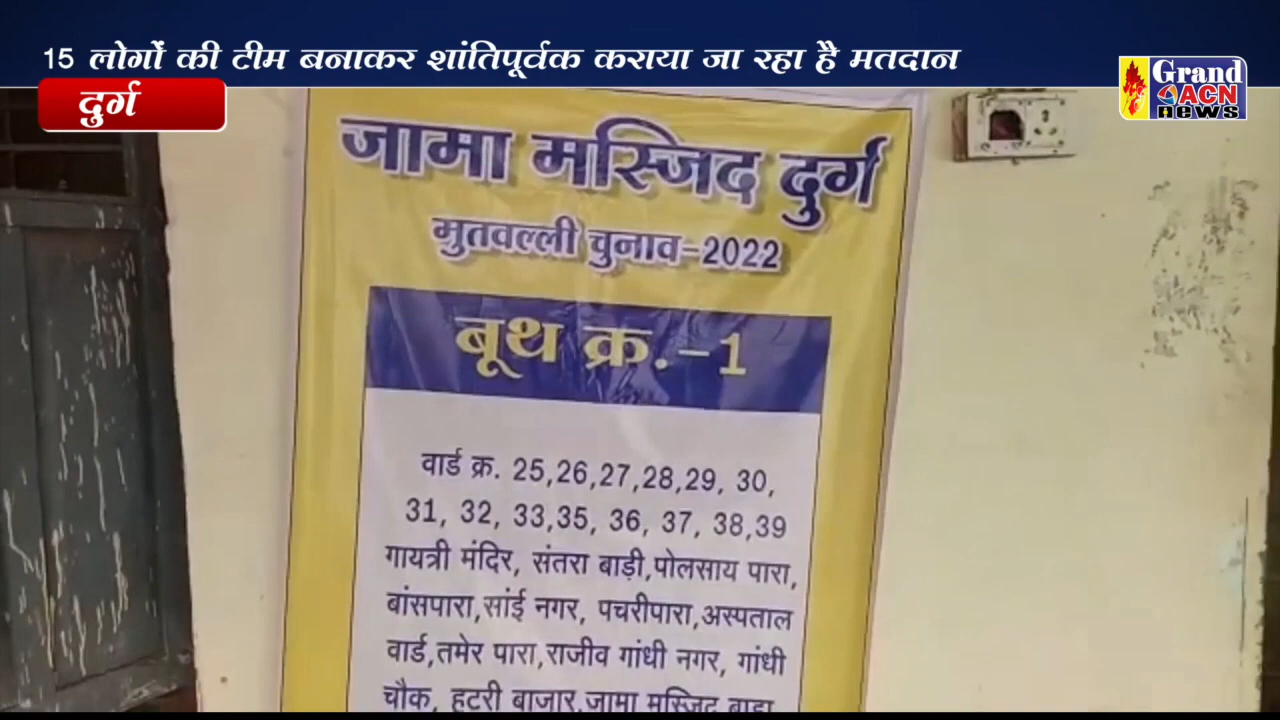 15 लोगों की टीम बनाकर शांतिपूर्वक कराया जा रहा है मतदान
दुर्ग
Grand
ACN
news
जामा मस्जिद दुर्ग
मुतवल्ली चुनाव-2022
बूथ क्र.-1
वार्ड क्र. 25,26,27,28,29, 30,
31, 32, 33,35, 36, 37, 38,39
गायत्री मंदिर, संतरा बाड़ी,पोलसाय पारा,
बांसपारा,सांई नगर, पचरीपारा,अस्पताल
वार्ड,तमेर पारा,राजीव गांधी नगर, गांधी
चौक, हटरी बाजार,जामा मस्जिद बाड़ा